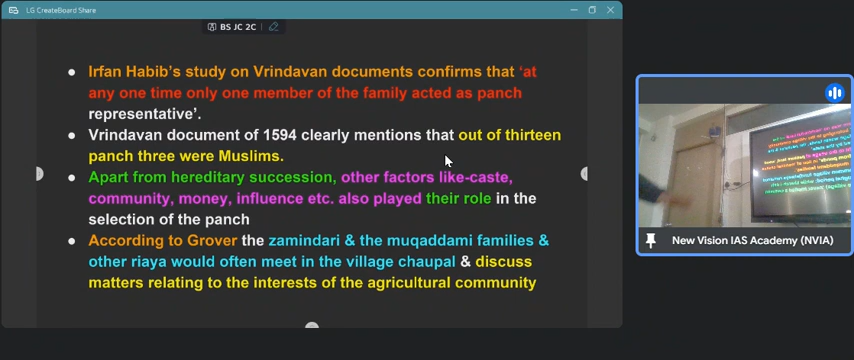 LG CreateBoard Share
BS JC 2C
• Irfan Habib's study on Vrindavan documents confirms that 'at
any one time only one member of the family acted as panch
representative'.
• Vrindavan document of 1594 clearly mentions that out of thirteen
panch three were Muslims.
• Apart from hereditary succession, other factors like-caste,
community, money, influence etc. also played their role in the
selection of the panch
• According to Grover the zamindari & the muqaddami families &
other riaya would often meet in the village chaupal & discuss
matters relating to the interests of the agricultural community
New Vision IAS Academy (NVIA)